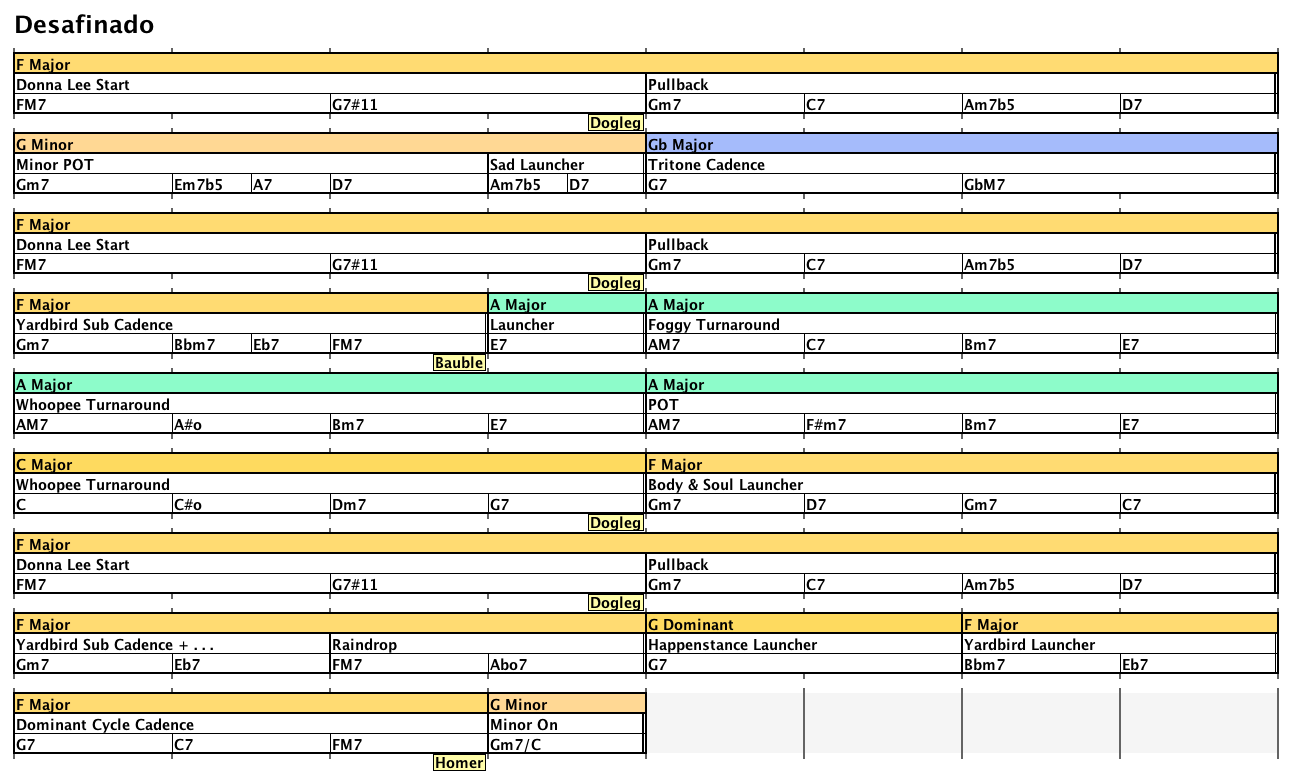 Desafinado
F Major
Donna Lee Start Pullback
FM7 G7#11 Gm7 C7 Am7b5 D7
Dogleg
G Minor Gb Major
Minor POT Sad Launcher Tritone Cadence
Gm7 Em7b5 A7 D7 Am7b5 D7 G7 GbM7
F Major
Donna Lee Start Pullback
FM7 G7#11 Gm7 C7 Am7b5 D7
Dogleg
F Major A Major A Major
Yardbird Sub Cadence Launcher Foggy Turnaround
Gm7 Bbm7 Eb7 FM7 E7 AM7 C7 Bm7 E7
Bauble
A Major A Major
Whoopee Turnaround POT
AM7 A#o Bm7 E7 AM7 F#m7 Bm7 E7
C Major F Major
Whoopee Turnaround Body & Soul Launcher
C C#o Dm7 G7 Gm7 D7 Gm7 C7
Dogleg
F Major
Donna Lee Start Pullback
FM7 G7#11 Gm7 C7 Am7b5 D7
Dogleg
F Major G Dominant F Major
Yardbird Sub Cadence + . . . Raindrop Happenstance Launcher Yardbird Launcher
Gm7 Eb7 FM7 Abo7 G7 Bbm7 Eb7
F Major G Minor
Dominant Cycle Cadence Minor On
G7 C7 FM7 Gm7/C
Homer